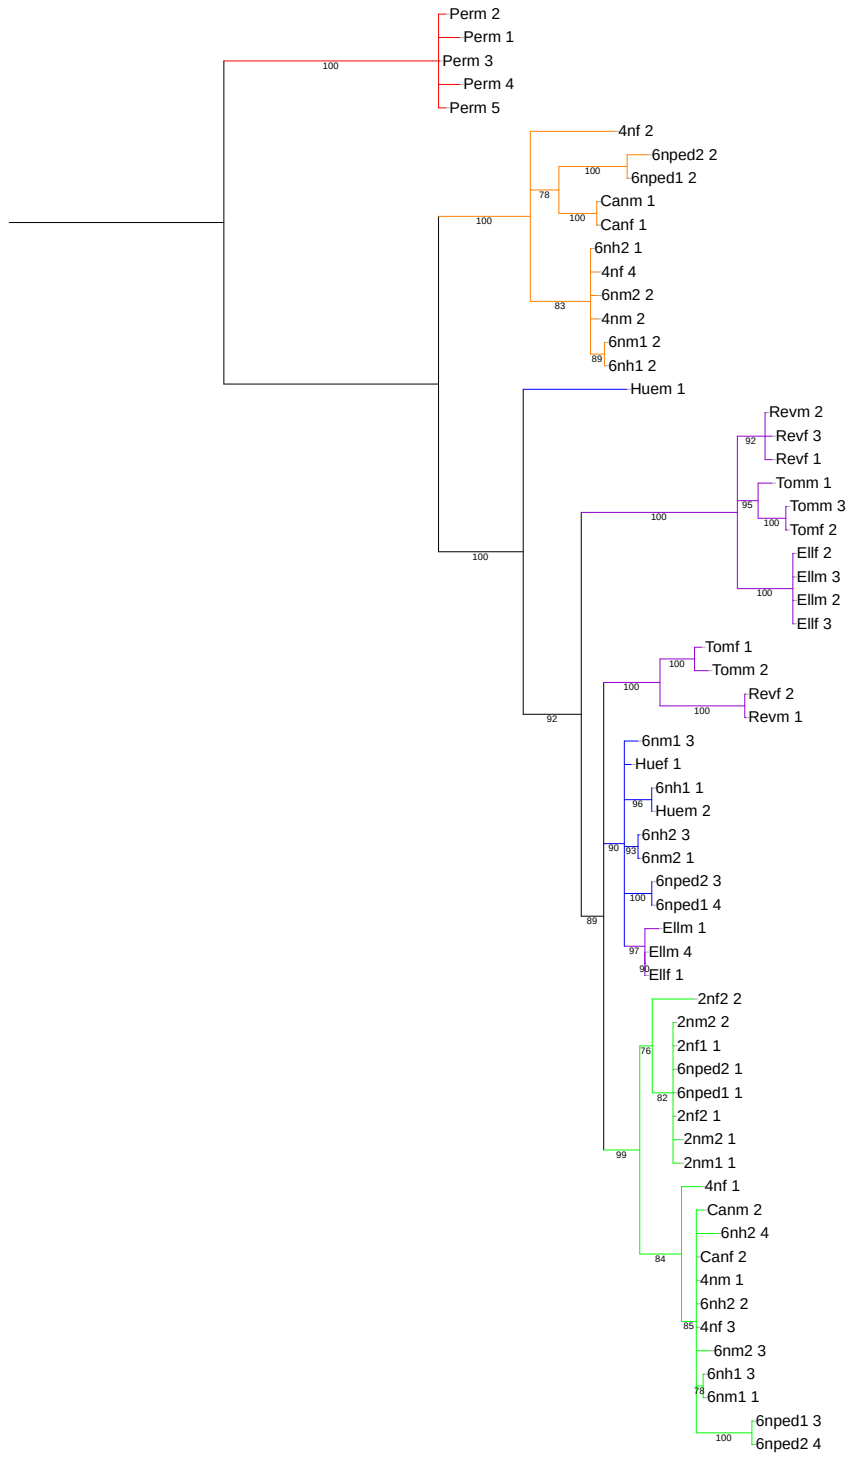 Perm 2
Perm 1
Perm 3
100
Perm 4
Perm 5
4nf 2
6nped2 2
100
6nped1 2
78
Canm 1
100
Canf 1
100
6nh2 1
4nf 4
6nm2 2
83
4nm 2
6nm1 2
89
6nh1 2
Huem 1
Revm 2
Revf 3
92
Revf 1
Tomm 1
95
Tomm 3
100
100
Tomf 2
Ellf 2
100
Ellm 3
100
Ellm 2
Ellf 3
Tomf 1
100
Tomm 2
100
Revf 2
100
Revm 1
92
6nm1 3
Huef 1
6nh1 1
96
Huem 2
6nh2 3
90
93
6nm2 1
6nped2 3
100
6nped1 4
89
Ellm 1
97
Ellm 4
90
Ellf 1
2nf2 2
2nm2 2
2nf1 1
76
6nped2 1
6nped1 1
82
2nf2 1
2nm2 1
99
2nm1 1
4nf 1
Canm 2
6nh2 4
Canf 2
84
4nm 1
6nh2 2
4nf 3
85
6nm2 3
6nh1 3
78
6nm1 1
6nped1 3
100
6nped2 4